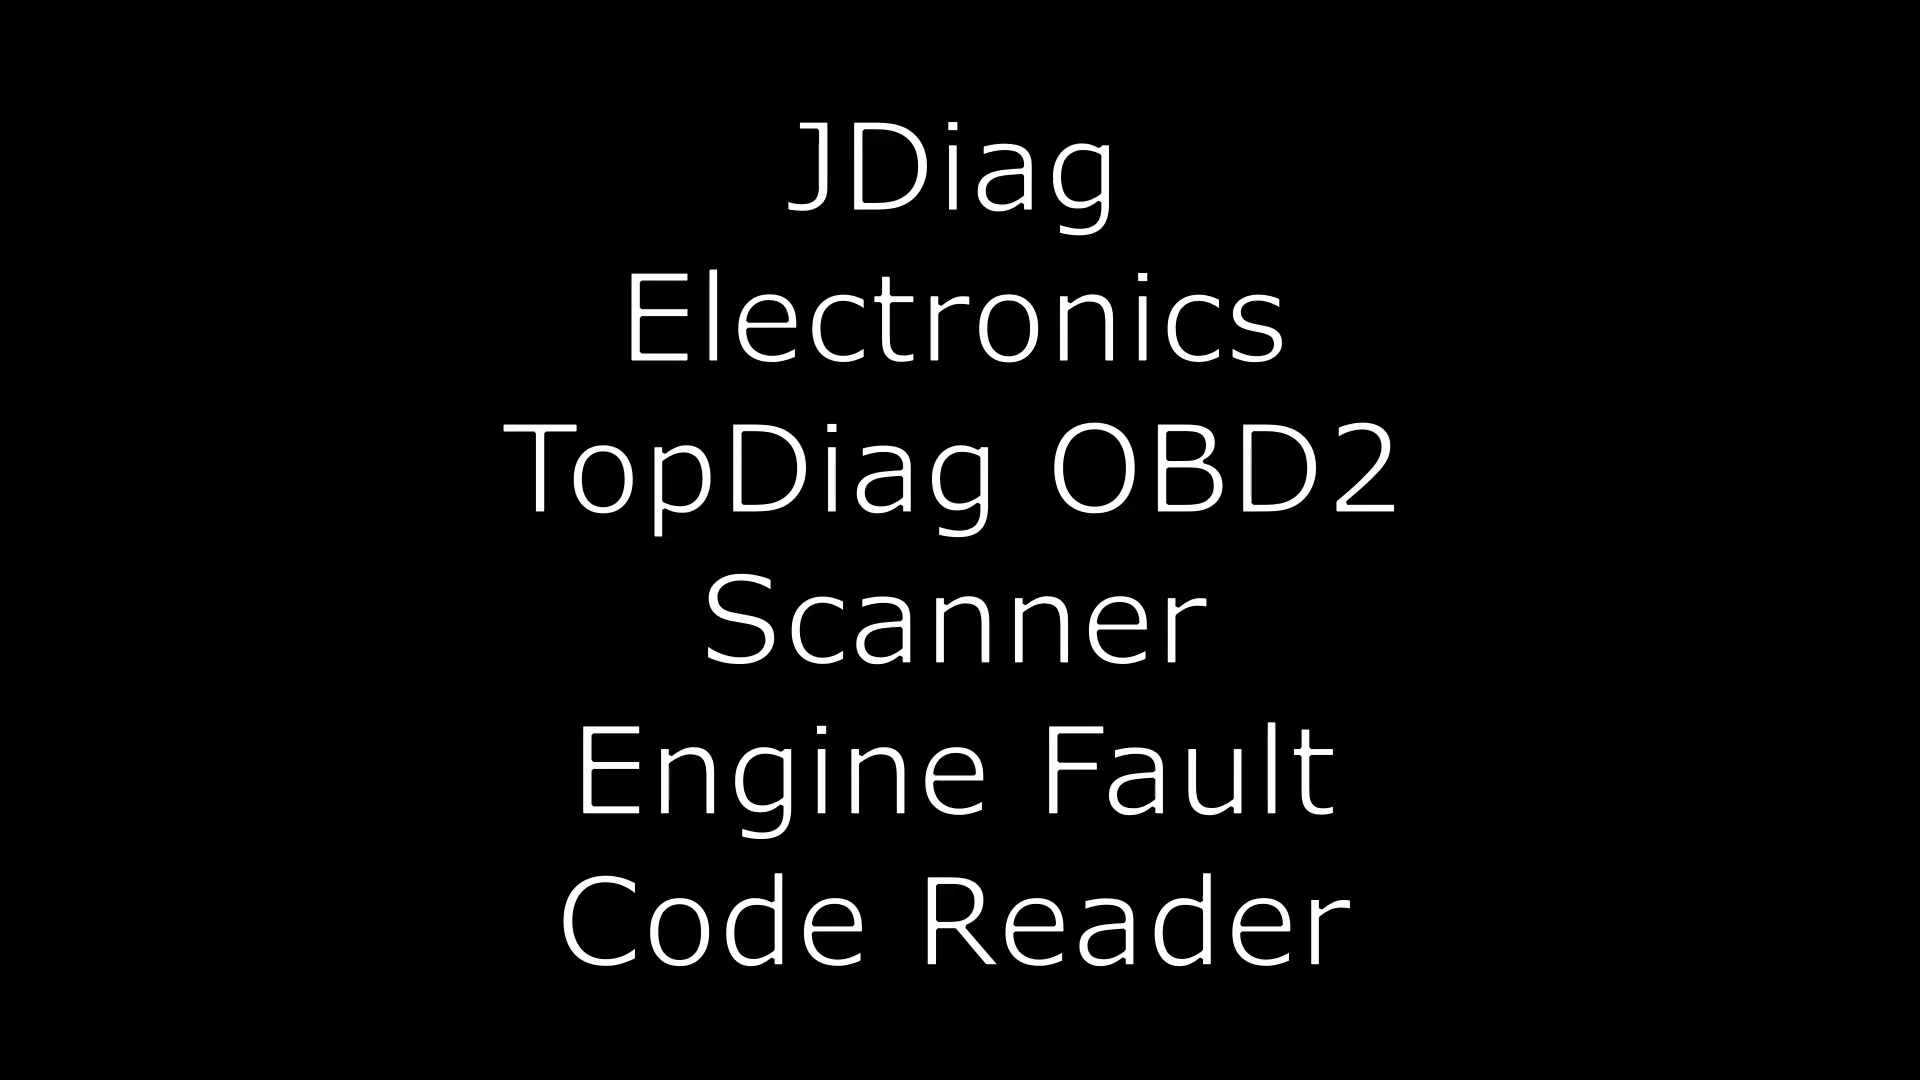 JDiag
Electronics
TopDiag OBD2
Scanner
Engine Fault
Code Reader